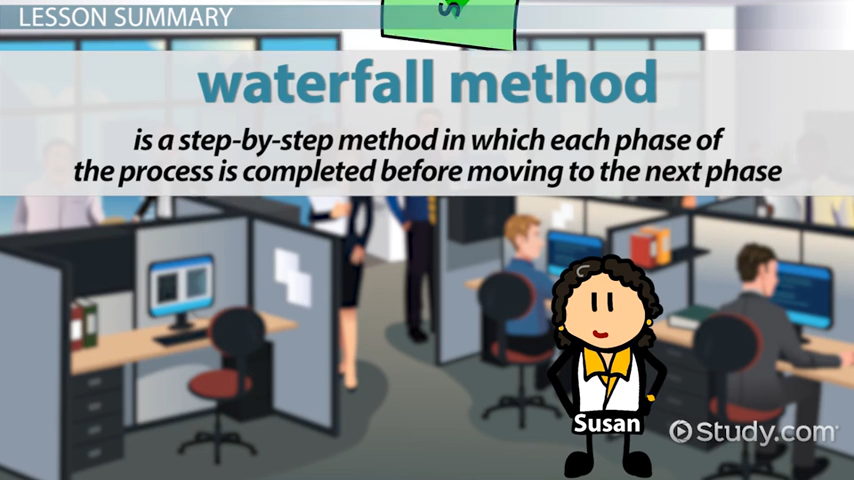 LESSON SUMMARY
waterfall method
is a step-by-step method in which each phase of
the process is completed before moving to the next phase
Susan
Study.com